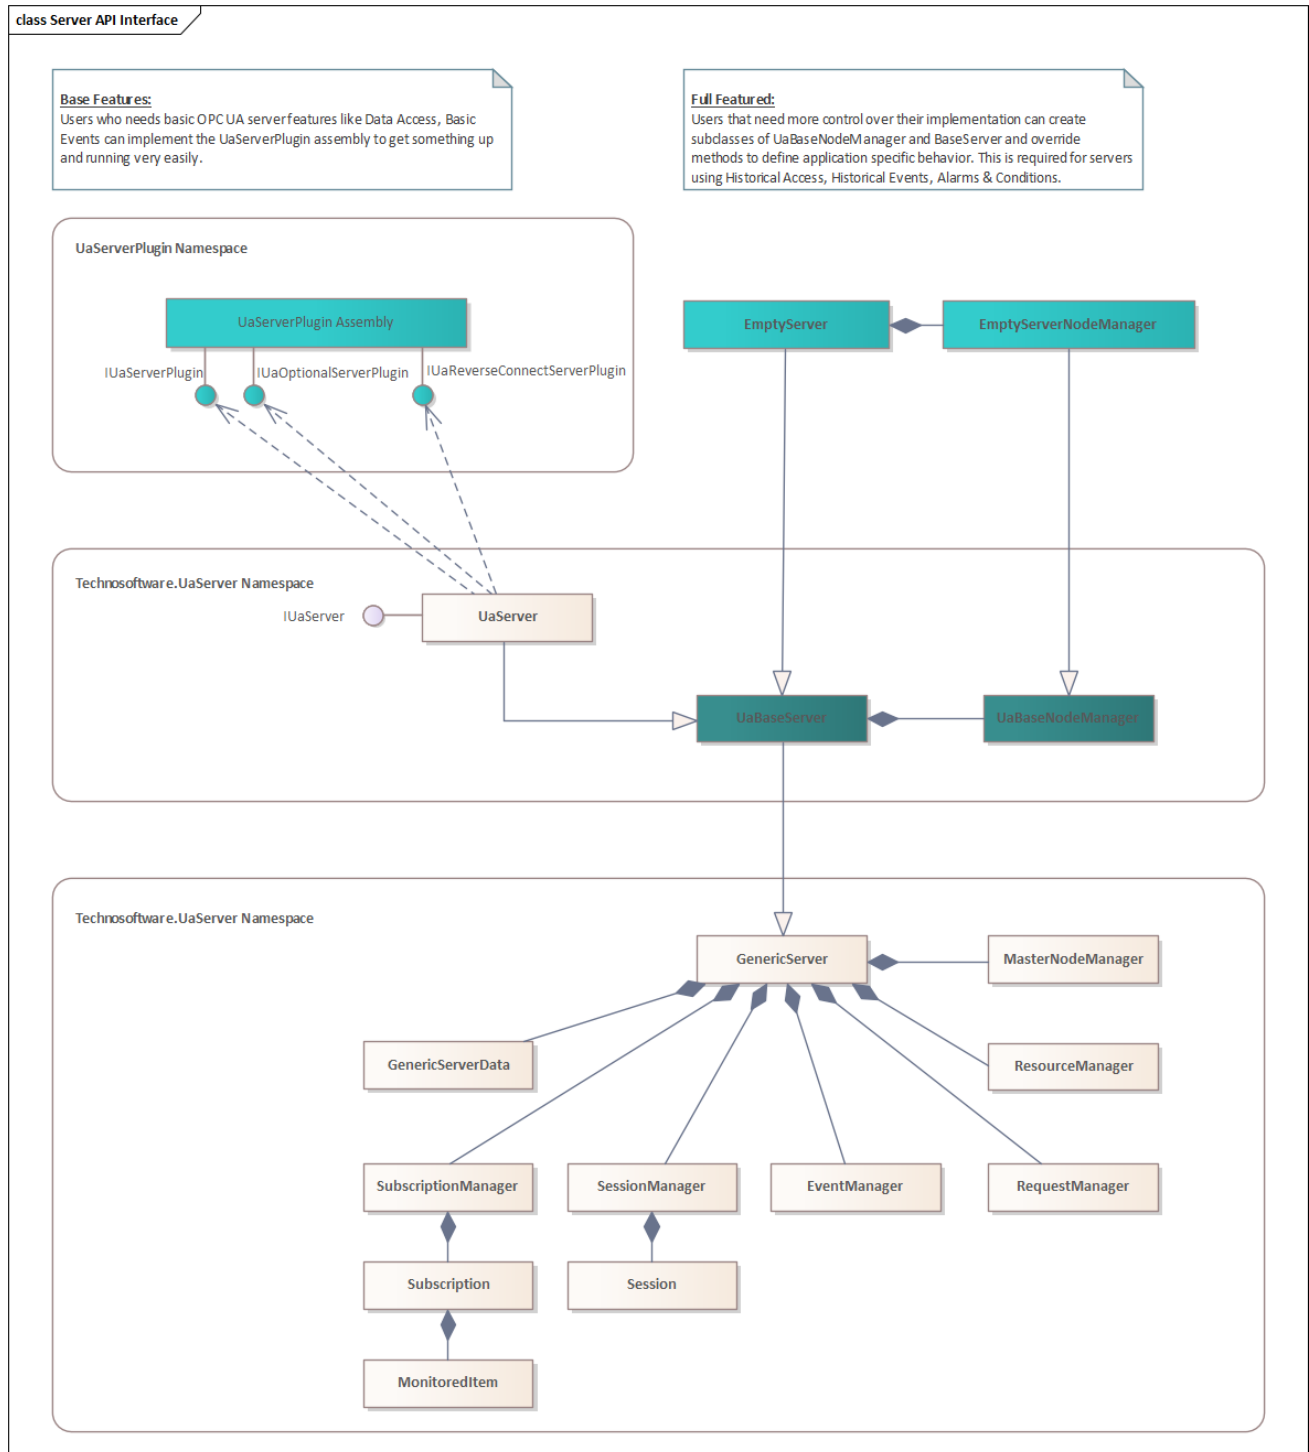 class Server API Interface
Base Features:
Users who needs basic OPC UA server features like Data Access, Basic
Events can implement the UaServerPlugin assembly to get something up
and running very easily.
Full Featured:
Users that need more control over their implementation can create
subclasses of UaBaseNodeManager and BaseServer and override
methods to define application specific behavior. This is required for servers
using Historical Access, Historical Events, Alarms & Conditions.
UaServerPlugin Namespace
UaServerPlugin Assembly
IUaServerPlugin
IUaOptionalServerPlugin
IUaReverseConnectServerPlugin
EmptyServer
EmptyServerNodeManager
Technosoftware.UaServer Namespace
IUaServer
UaServer
UaBaseServer
UaBaseNodeManager
Technosoftware.UaServer Namespace
GenericServer
MasterNodeManager
GenericServerData
ResourceManager
SubscriptionManager
SessionManager
EventManager
RequestManager
Subscription
Session
MonitoredItem